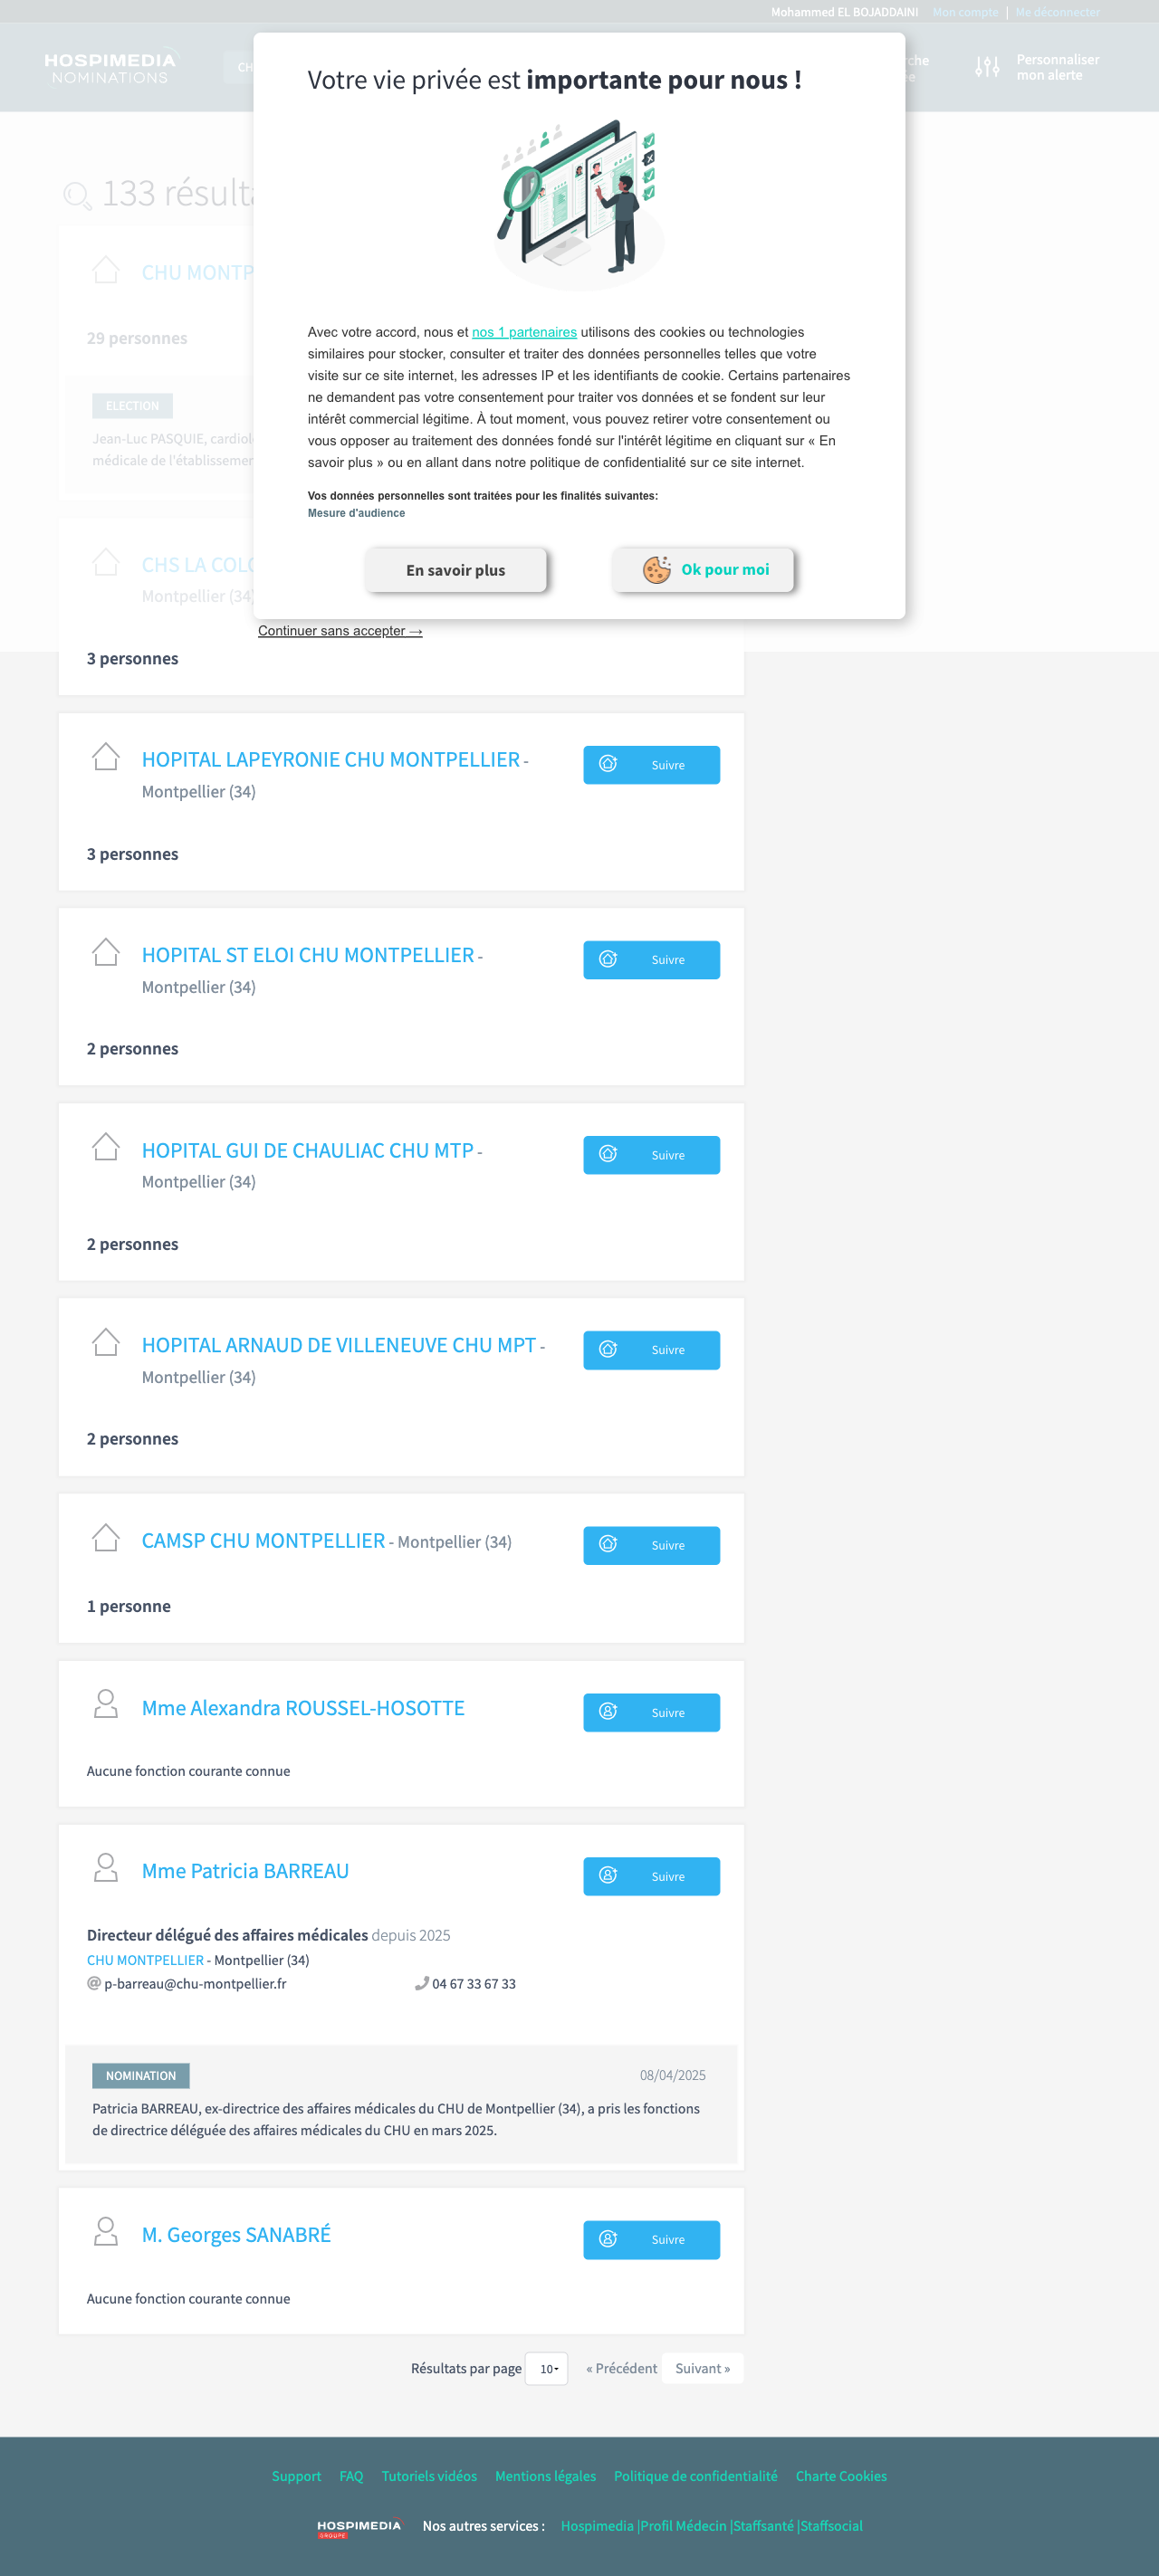 Mohammed EL BOJADDAINI Mon compte | Me déconnecter
HOSPIMEDIA
NOMINATIONS
CH
Personnaliser
mon alerte
Votre vie privée est importante pour nous !
133 résulta
CHU MONTP
29 personnes
ELECTION
Jean-Luc PASQUIE, cardiol
médicale de l'établissemer
Avec votre accord, nous et nos 1 partenaires utilisons des cookies ou technologies
similaires pour stocker, consulter et traiter des données personnelles telles que votre
visite sur ce site internet, les adresses IP et les identifiants de cookie. Certains partenaires
ne demandent pas votre consentement pour traiter vos données et se fondent sur leur
intérêt commercial légitime. À tout moment, vous pouvez retirer votre consentement ou
vous opposer au traitement des données fondé sur l'intérêt légitime en cliquant sur « En
savoir plus » ou en allant dans notre politique de confidentialité sur ce site internet.
Vos données personnelles sont traitées pour les finalités suivantes:
Mesure d'audience
En savoir plus
Ok pour moi
CHS LA COLO
Montpellier (34)
Continuer sans accepter →
3 personnes
HOPITAL LAPEYRONIE CHU MONTPELLIER -
Montpellier (34)
Suivre
3 personnes
HOPITAL ST ELOI CHU MONTPELLIER -
Montpellier (34)
Suivre
2 personnes
HOPITAL GUI DE CHAULIAC CHU MTP -
Montpellier (34)
Suivre
2 personnes
HOPITAL ARNAUD DE VILLENEUVE CHU MPT -
Montpellier (34)
Suivre
2 personnes
CAMSP CHU MONTPELLIER - Montpellier (34)
Suivre
1 personne
Mme Alexandra ROUSSEL-HOSOTTE
Suivre
Aucune fonction courante connue
Mme Patricia BARREAU
Suivre
Directeur délégué des affaires médicales depuis 2025
CHU MONTPELLIER - Montpellier (34)
p-barreau@chu-montpellier.fr 04 67 33 67 33
NOMINATION 08/04/2025
Patricia BARREAU, ex-directrice des affaires médicales du CHU de Montpellier (34), a pris les fonctions
de directrice déléguée des affaires médicales du CHU en mars 2025.
M. Georges SANABRÉ
Suivre
Aucune fonction courante connue
Résultats par page 10 « Précédent Suivant »
Support FAQ Tutoriels vidéos Mentions légales Politique de confidentialité Charte Cookies
HOSPIMEDIA
GROUPE
Nos autres services : Hospimedia |Profil Médecin |Staffsanté |Staffsocial